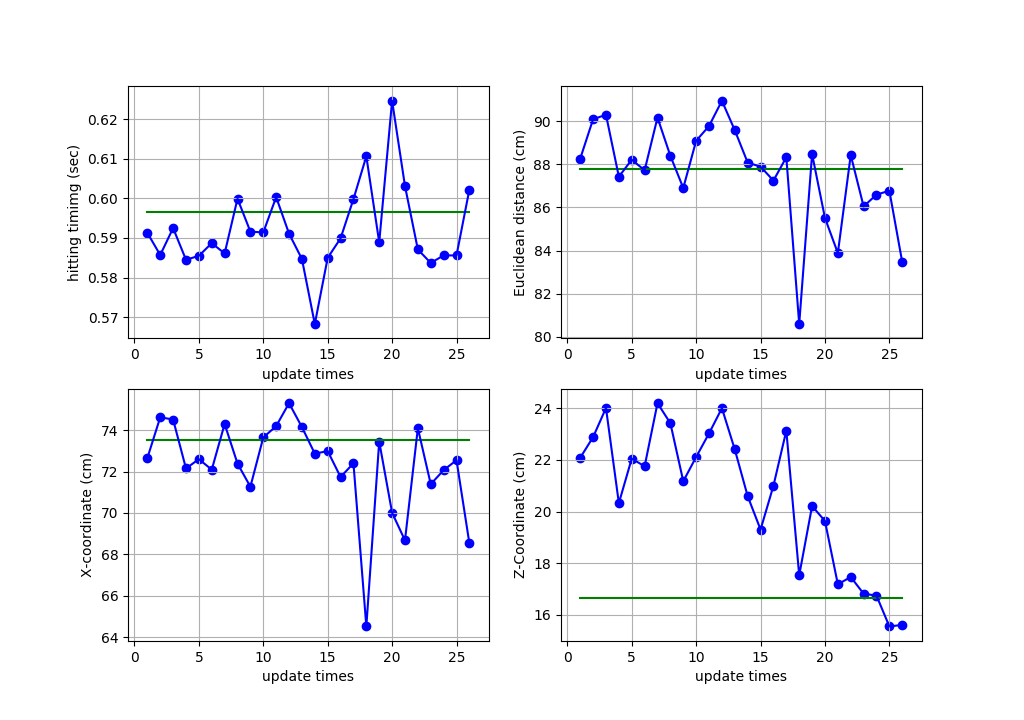 hitting timimg (sec)
0.62
0.61
0.60
0.59
0.58
0.57
0 5 10 15 20 25
update times
Euclidean distance (cm)
90
88
86
84
82
80
0 5 10 15 20 25
update times
X-coordinate (cm)
74
72
70
68
66
64
0 5 10 15 20 25
update times
Z-Coordinate (cm)
24
22
20
18
16
0 5 10 15 20 25
update times